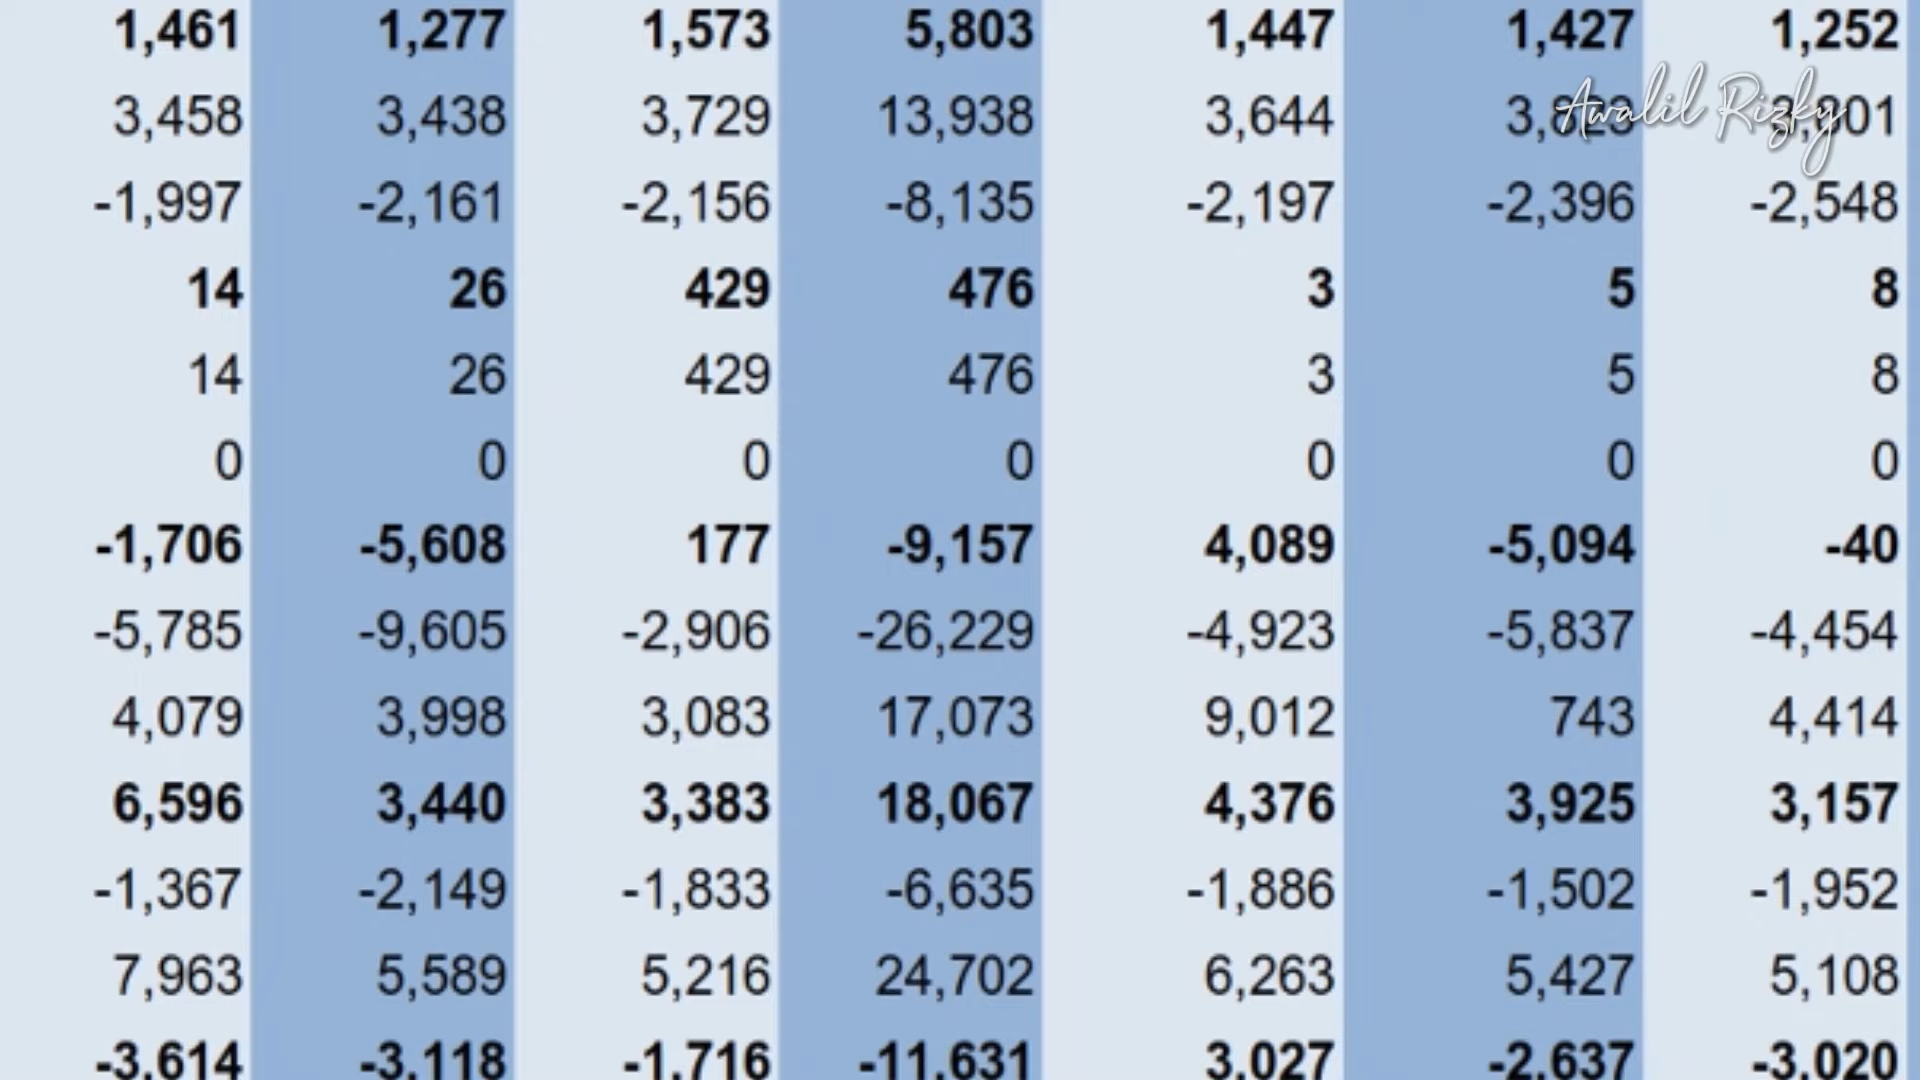 1,461 1,277 1,573 5,803 1,447 1,427 1,252
Awalil Rizky
3,458 3,438 3,729 13,938 3,644 3,823 3,801
-1,997 -2,161 -2,156 -8,135 -2,197 -2,396 -2,548
14 26 429 476 3 5 8
14 26 429 476 3 5 8
0 0 0 0 0 0 0
-1,706 -5,608 177 -9,157 4,089 -5,094 -40
-5,785 -9,605 -2,906 -26,229 -4,923 -5,837 -4,454
4,079 3,998 3,083 17,073 9,012 743 4,414
6,596 3,440 3,383 18,067 4,376 3,925 3,157
-1,367 -2,149 -1,833 -6,635 -1,886 -1,502 -1,952
7,963 5,589 5,216 24,702 6,263 5,427 5,108
-3,614 -3,118 -1,716 -11,631 3,027 -2,637 -3,020